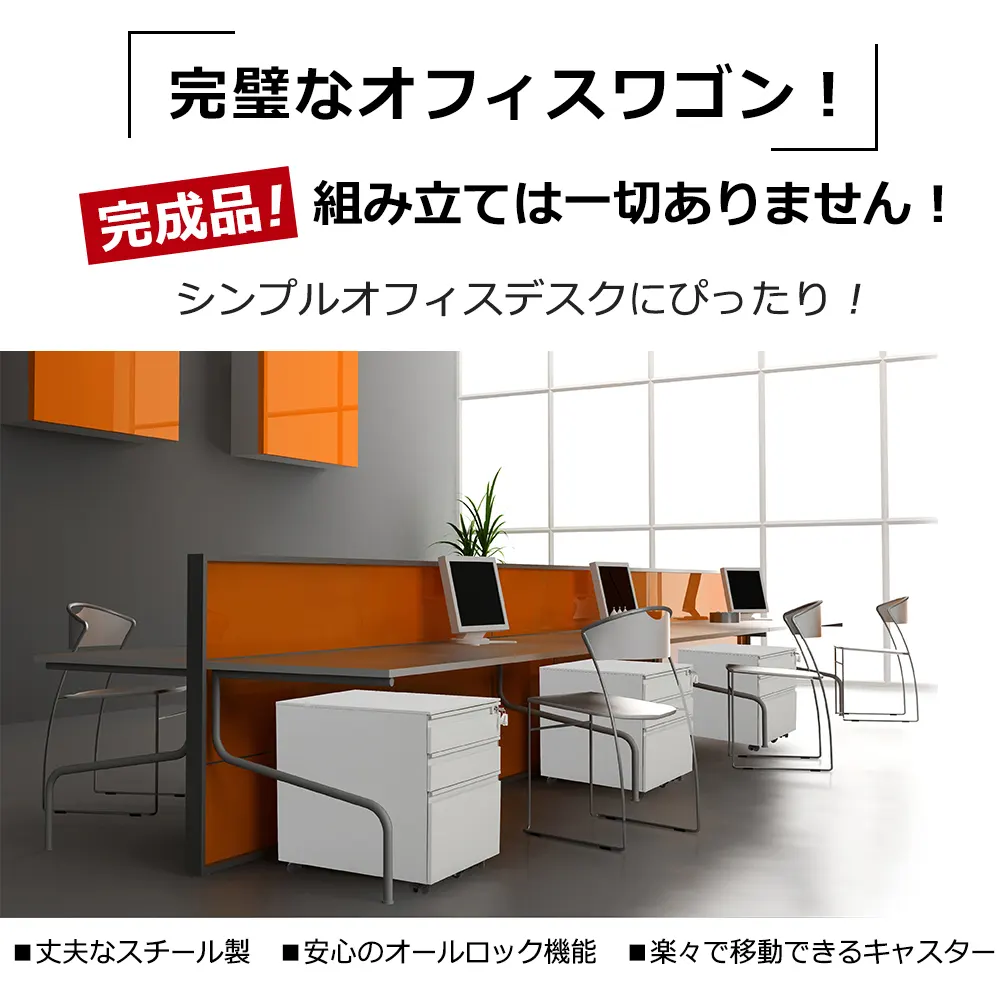 完璧なオフィスワゴン！
完成品! 組み立ては一切ありません！
シンプルオフィスデスクにぴったり！
■丈夫なスチール製 ■安心のオールロック機能 ■楽々で移動できるキャスター